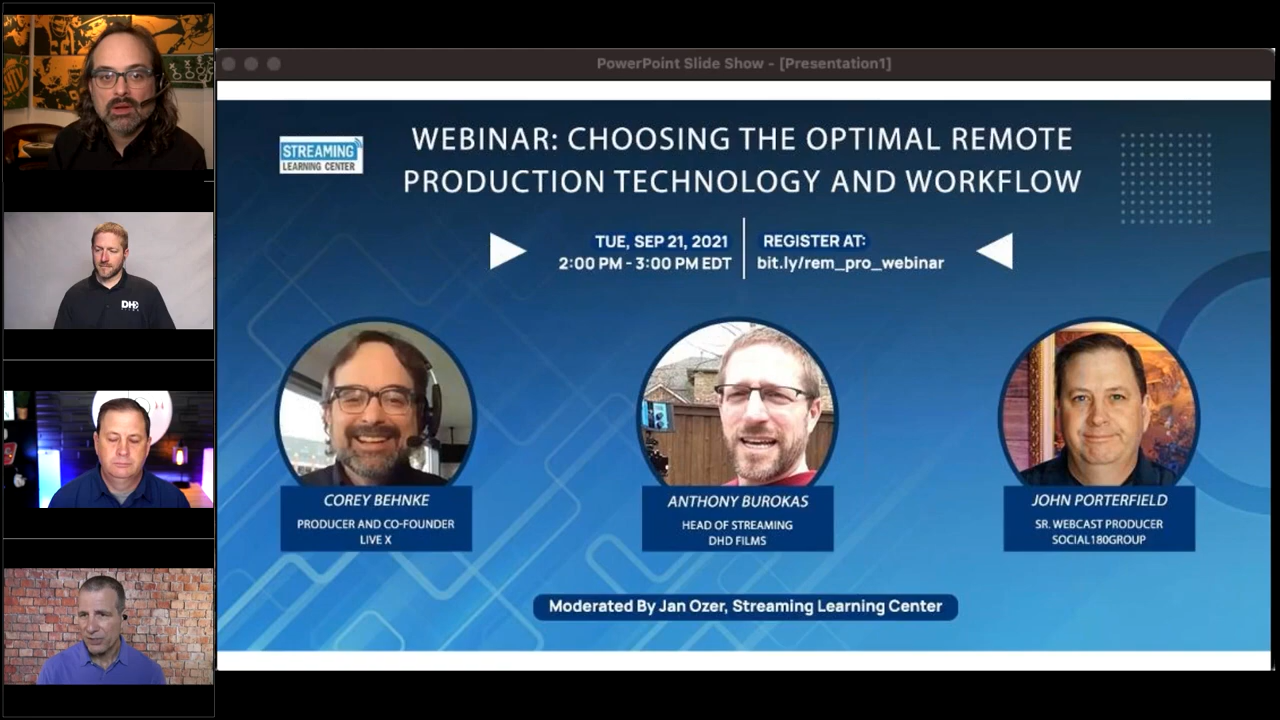 PowerPoint Slide Show - [Presentation1]
STREAMING
LEARNING CENTER
WEBINAR: CHOOSING THE OPTIMAL REMOTE
PRODUCTION TECHNOLOGY AND WORKFLOW
TUE, SEP 21, 2021
2:00 PM - 3:00 PM EDT
REGISTER AT:
bit.ly/rem_pro_webinar
COREY BEHNKE
PRODUCER AND CO-FOUNDER
LIVE X
ANTHONY BUROKAS
HEAD OF STREAMING
DHD FILMS
JOHN PORTERFIELD
SR. WEBCAST PRODUCER
SOCIAL180GROUP
Moderated By Jan Ozer, Streaming Learning Center
DHD